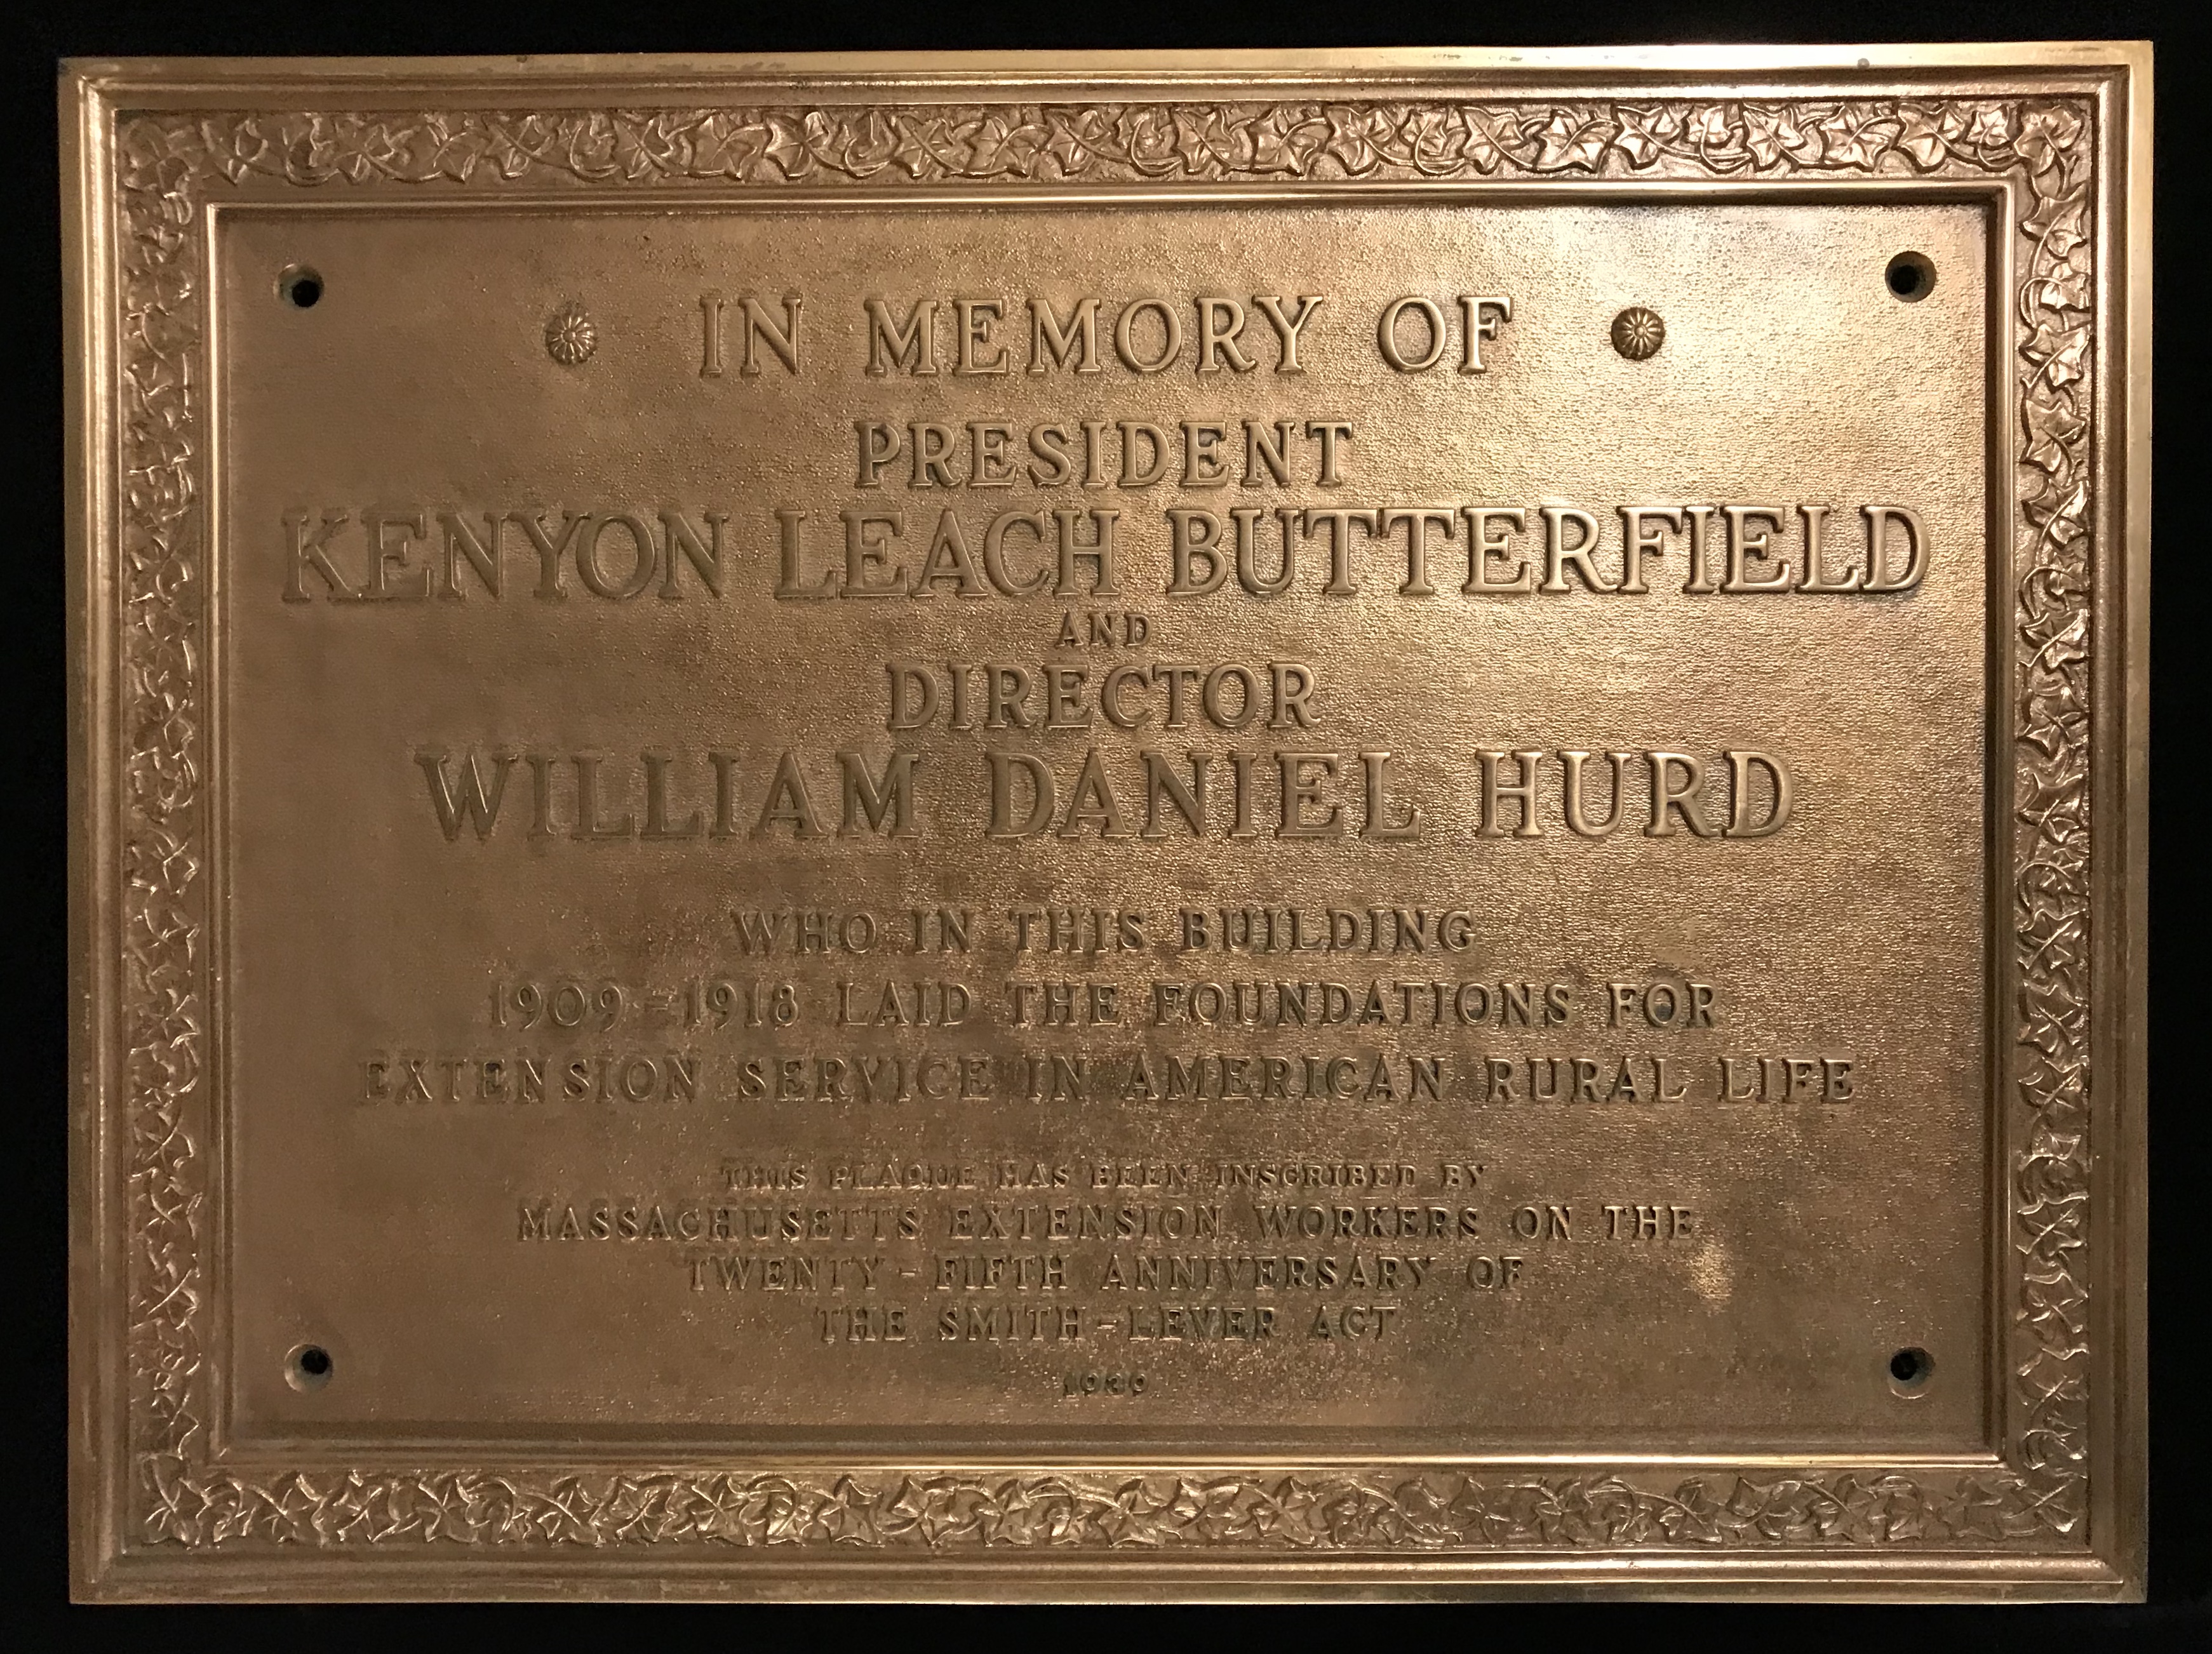 IN MEMORY OF
PRESIDENT
KENYON LEACH BUTTERFIELD
AND
DIRECTOR
WILLIAM DANIEL HURD
WHO IN THIS BUILDING
1909-1918 LAID THE FOUNDATIONS FOR
EXTENSION SERVICE IN AMERICAN RURAL LIFE
THIS PLAQUE HAS BEEN INSCRIBED BY
MASSACHUSETTS EXTENSION WORKERS ON THE
TWENTY-FIFTH ANNIVERSARY OF
THE SMITH-LEVER ACT
1939